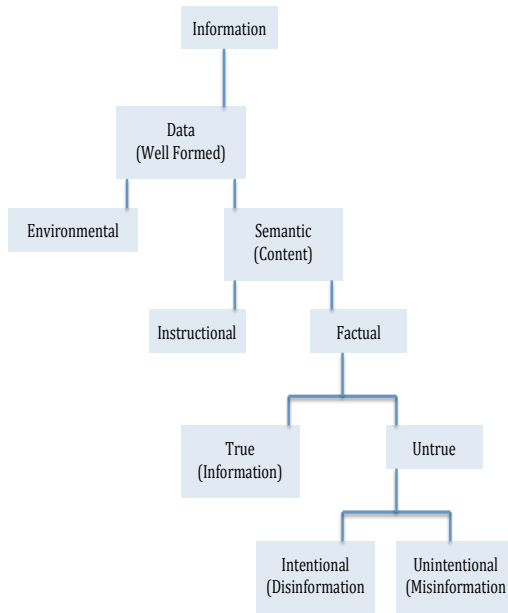 Information
Data
(Well Formed)
Environmental
Semantic
(Content)
Instructional
Factual
True
(Information)
Untrue
Intentional
(Disinformation
Unintentional
(Misinformation